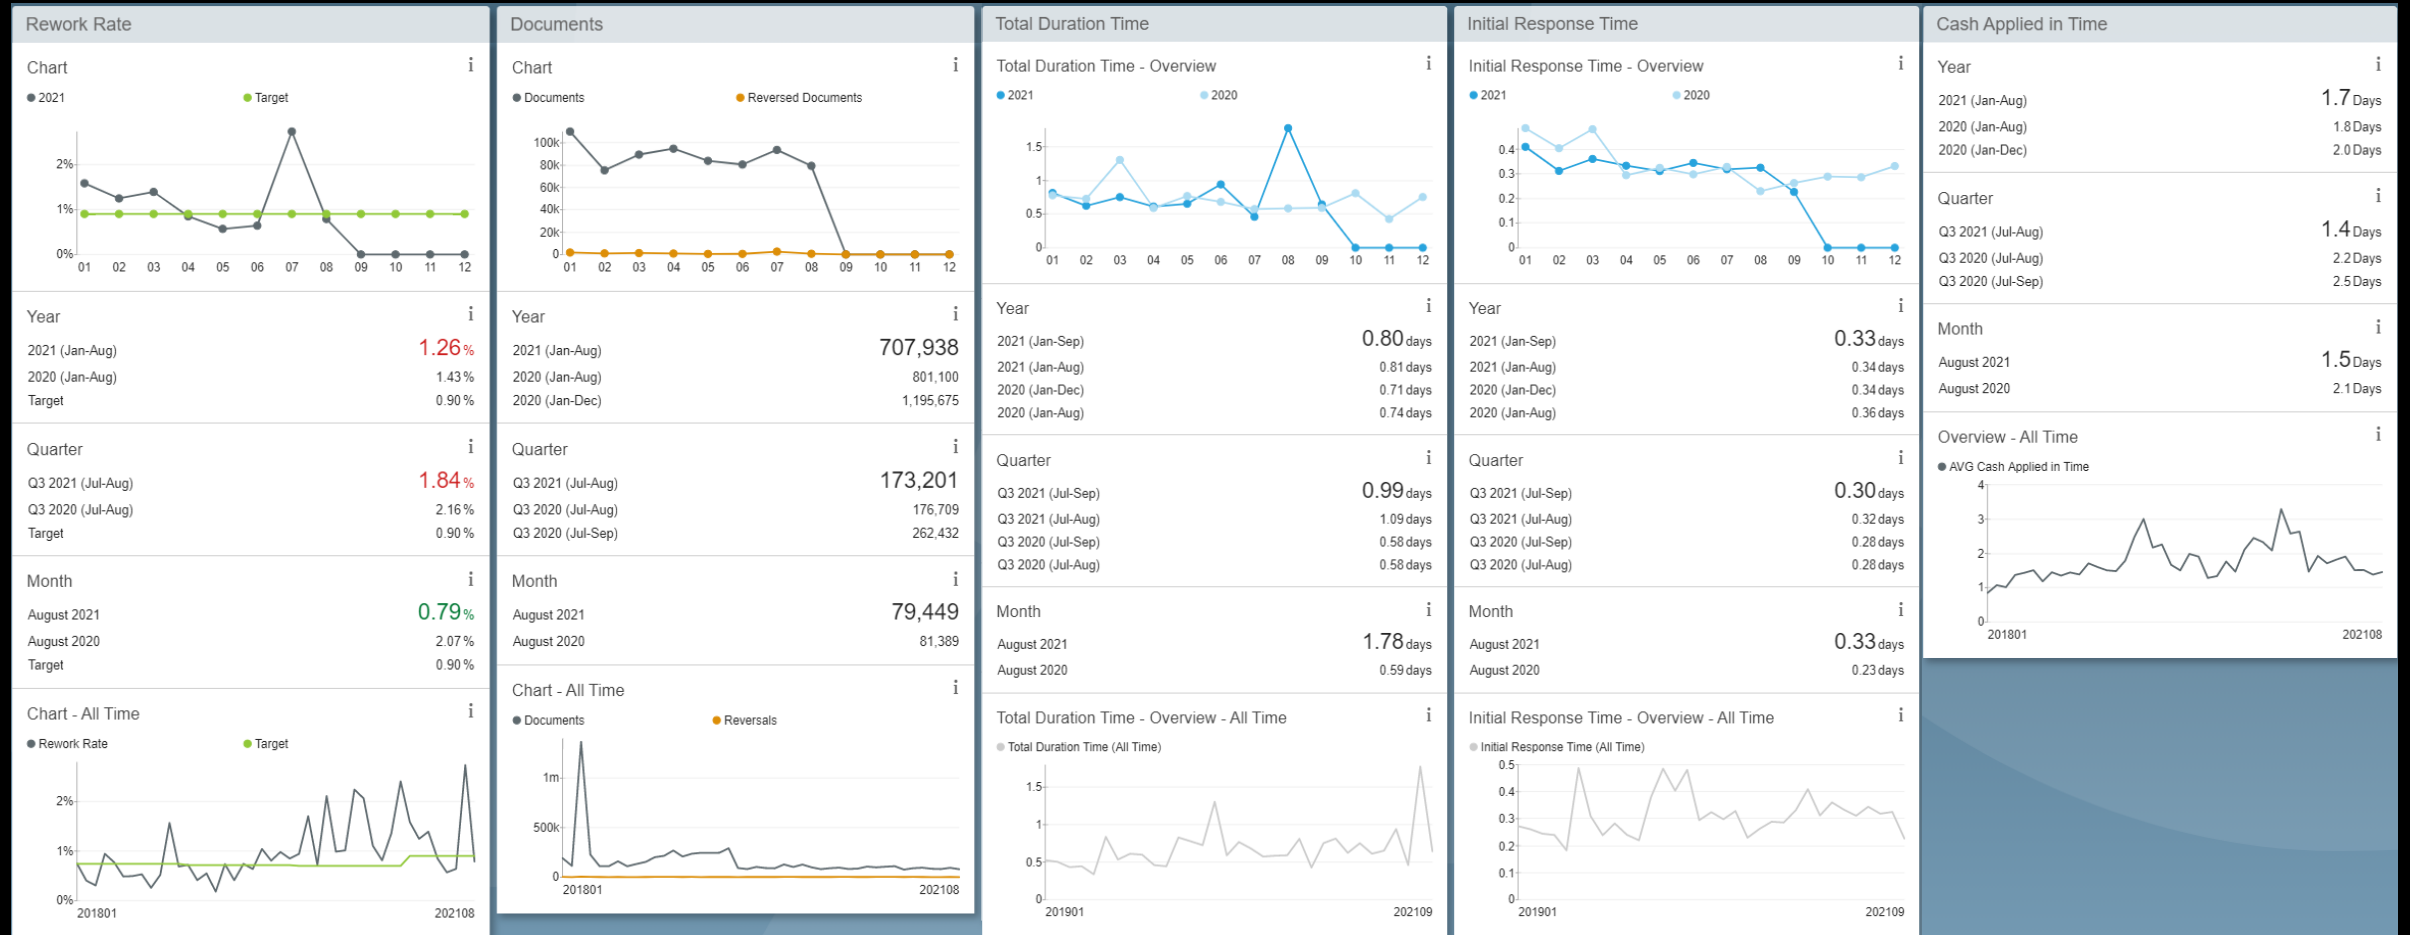 Rework Rate
Chart
2021
Target
2%
1%
0%
01 02 03 04 05 06 07 08 09 10 11 12
Year
2021 (Jan-Aug) 1.26 %
2020 (Jan-Aug) 1.43 %
Target 0.90 %
Quarter
Q3 2021 (Jul-Aug) 1.84 %
Q3 2020 (Jul-Aug) 2.16 %
Target 0.90 %
Month
August 2021 0.79 %
August 2020 2.07 %
Target 0.90 %
Chart - All Time
Rework Rate
Target
2%
1%
0%
201801 202108
Documents
Chart
Documents
Reversed Documents
100k
80k
60k
40k
20k
0
01 02 03 04 05 06 07 08 09 10 11 12
Year
2021 (Jan-Aug) 707,938
2020 (Jan-Aug) 801,100
2020 (Jan-Dec) 1,195,675
Quarter
Q3 2021 (Jul-Aug) 173,201
Q3 2020 (Jul-Aug) 176,709
Q3 2020 (Jul-Sep) 262,432
Month
August 2021 79,449
August 2020 81,389
Chart - All Time
Documents
Reversals
1m
500k
0
201801 202108
Total Duration Time
Total Duration Time - Overview
2021
2020
1.5
1
0.5
0
01 02 03 04 05 06 07 08 09 10 11 12
Year
2021 (Jan-Sep) 0.80 days
2021 (Jan-Aug) 0.81 days
2020 (Jan-Dec) 0.71 days
2020 (Jan-Aug) 0.74 days
Quarter
Q3 2021 (Jul-Sep) 0.99 days
Q3 2021 (Jul-Aug) 1.09 days
Q3 2020 (Jul-Sep) 0.58 days
Q3 2020 (Jul-Aug) 0.58 days
Month
August 2021 1.78 days
August 2020 0.59 days
Total Duration Time - Overview - All Time
Total Duration Time (All Time)
1.5
1
0.5
0
201901 202109
Initial Response Time
Initial Response Time - Overview
2021
2020
0.4
0.3
0.2
0.1
0
01 02 03 04 05 06 07 08 09 10 11 12
Year
2021 (Jan-Sep) 0.33 days
2021 (Jan-Aug) 0.34 days
2020 (Jan-Dec) 0.34 days
2020 (Jan-Aug) 0.36 days
Quarter
Q3 2021 (Jul-Sep) 0.30 days
Q3 2021 (Jul-Aug) 0.32 days
Q3 2020 (Jul-Sep) 0.28 days
Q3 2020 (Jul-Aug) 0.28 days
Month
August 2021 0.33 days
August 2020 0.23 days
Initial Response Time - Overview - All Time
Initial Response Time (All Time)
0.5
0.4
0.3
0.2
0.1
0
201901 202109
Cash Applied in Time
Year
2021 (Jan-Aug) 1.7 Days
2020 (Jan-Aug) 1.8 Days
2020 (Jan-Dec) 2.0 Days
Quarter
Q3 2021 (Jul-Aug) 1.4 Days
Q3 2020 (Jul-Aug) 2.2 Days
Q3 2020 (Jul-Sep) 2.5 Days
Month
August 2021 1.5 Days
August 2020 2.1 Days
Overview - All Time
AVG Cash Applied in Time
4
3
2
1
0
201801 202108